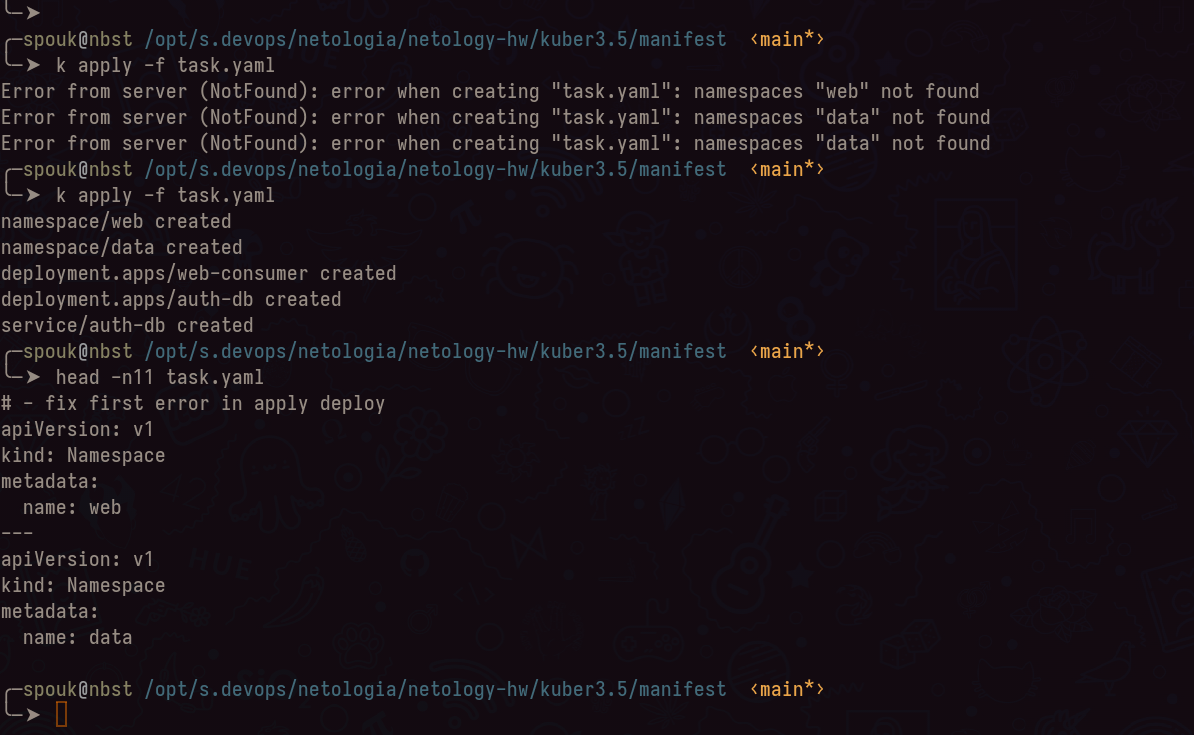 ╰─➤
╭─spouk@nbst /opt/s.devops/netologia/netology-hw/kuber3.5/manifest ‹main*›
╰─➤ k apply -f task.yaml
Error from server (NotFound): error when creating "task.yaml": namespaces "web" not found
Error from server (NotFound): error when creating "task.yaml": namespaces "data" not found
Error from server (NotFound): error when creating "task.yaml": namespaces "data" not found
╭─spouk@nbst /opt/s.devops/netologia/netology-hw/kuber3.5/manifest ‹main*›
╰─➤ k apply -f task.yaml
namespace/web created
namespace/data created
deployment.apps/web-consumer created
deployment.apps/auth-db created
service/auth-db created
╭─spouk@nbst /opt/s.devops/netologia/netology-hw/kuber3.5/manifest ‹main*›
╰─➤ head -n11 task.yaml
# - fix first error in apply deploy
apiVersion: v1
kind: Namespace
metadata:
  name: web
---
apiVersion: v1
kind: Namespace
metadata:
  name: data
╭─spouk@nbst /opt/s.devops/netologia/netology-hw/kuber3.5/manifest ‹main*›
╰─➤